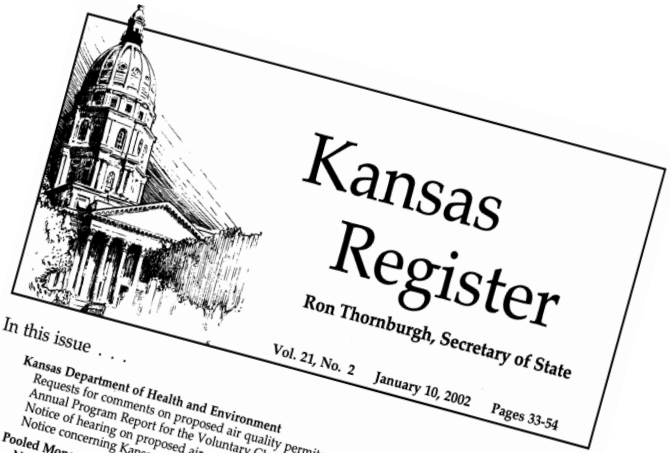 Kansas
Register
Ron Thornburgh, Secretary of State
Vol. 21, No. 2 January 10, 2002 Pages 33-54
In this issue . . .
Kansas Department of Health and Environment
Requests for comments on proposed air quality
Annual Program Report for the Voluntary
Notice of hearing on proposed
Notice concerning
Pooled